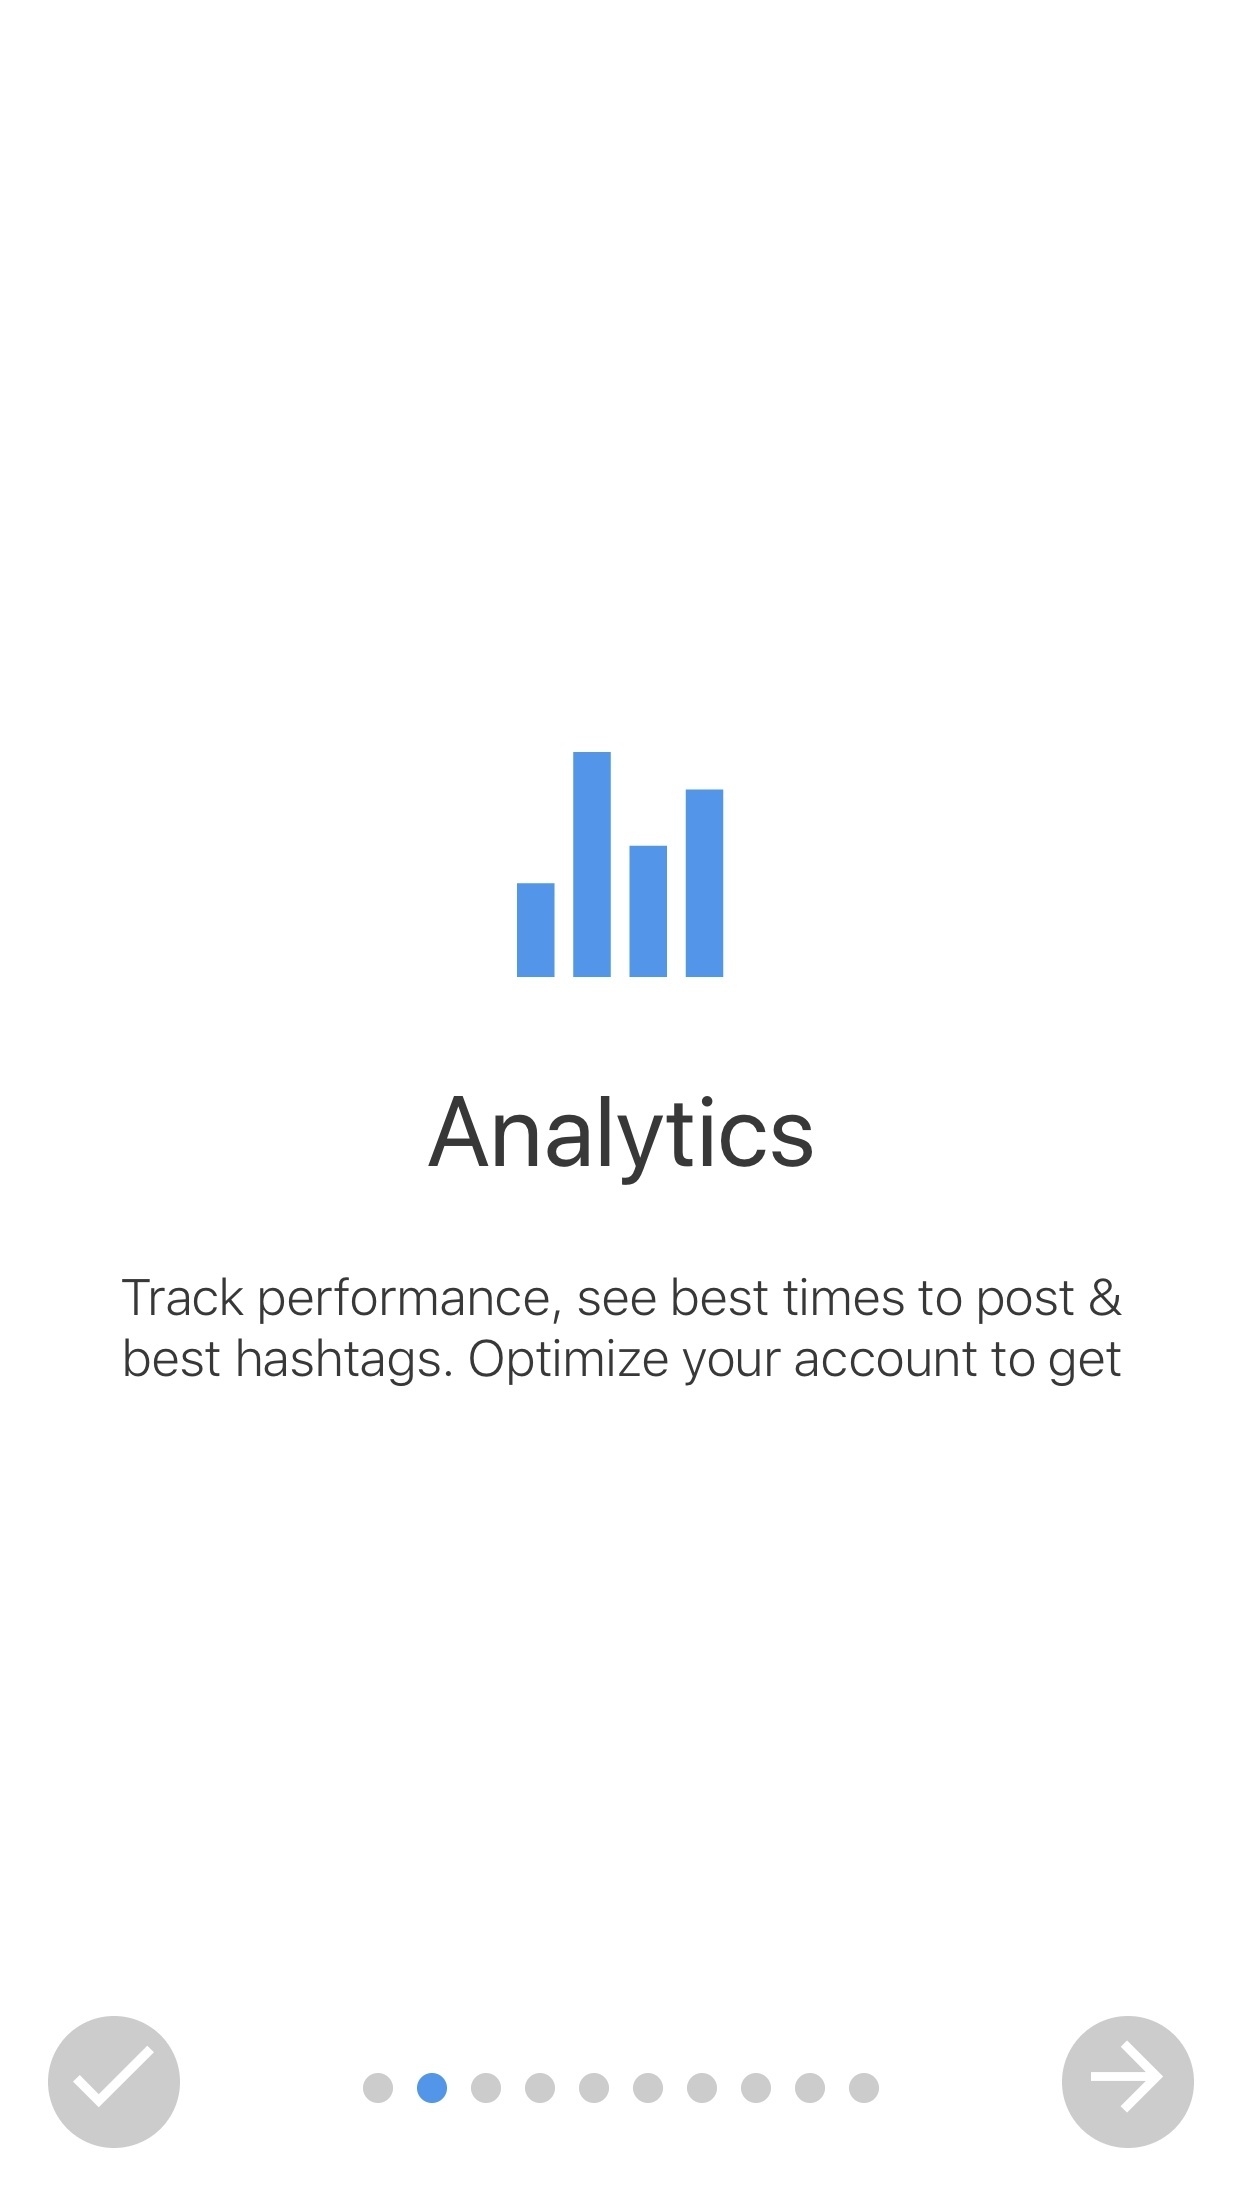 Analytics
Track performance, see best times to post &
best hashtags. Optimize your account to get